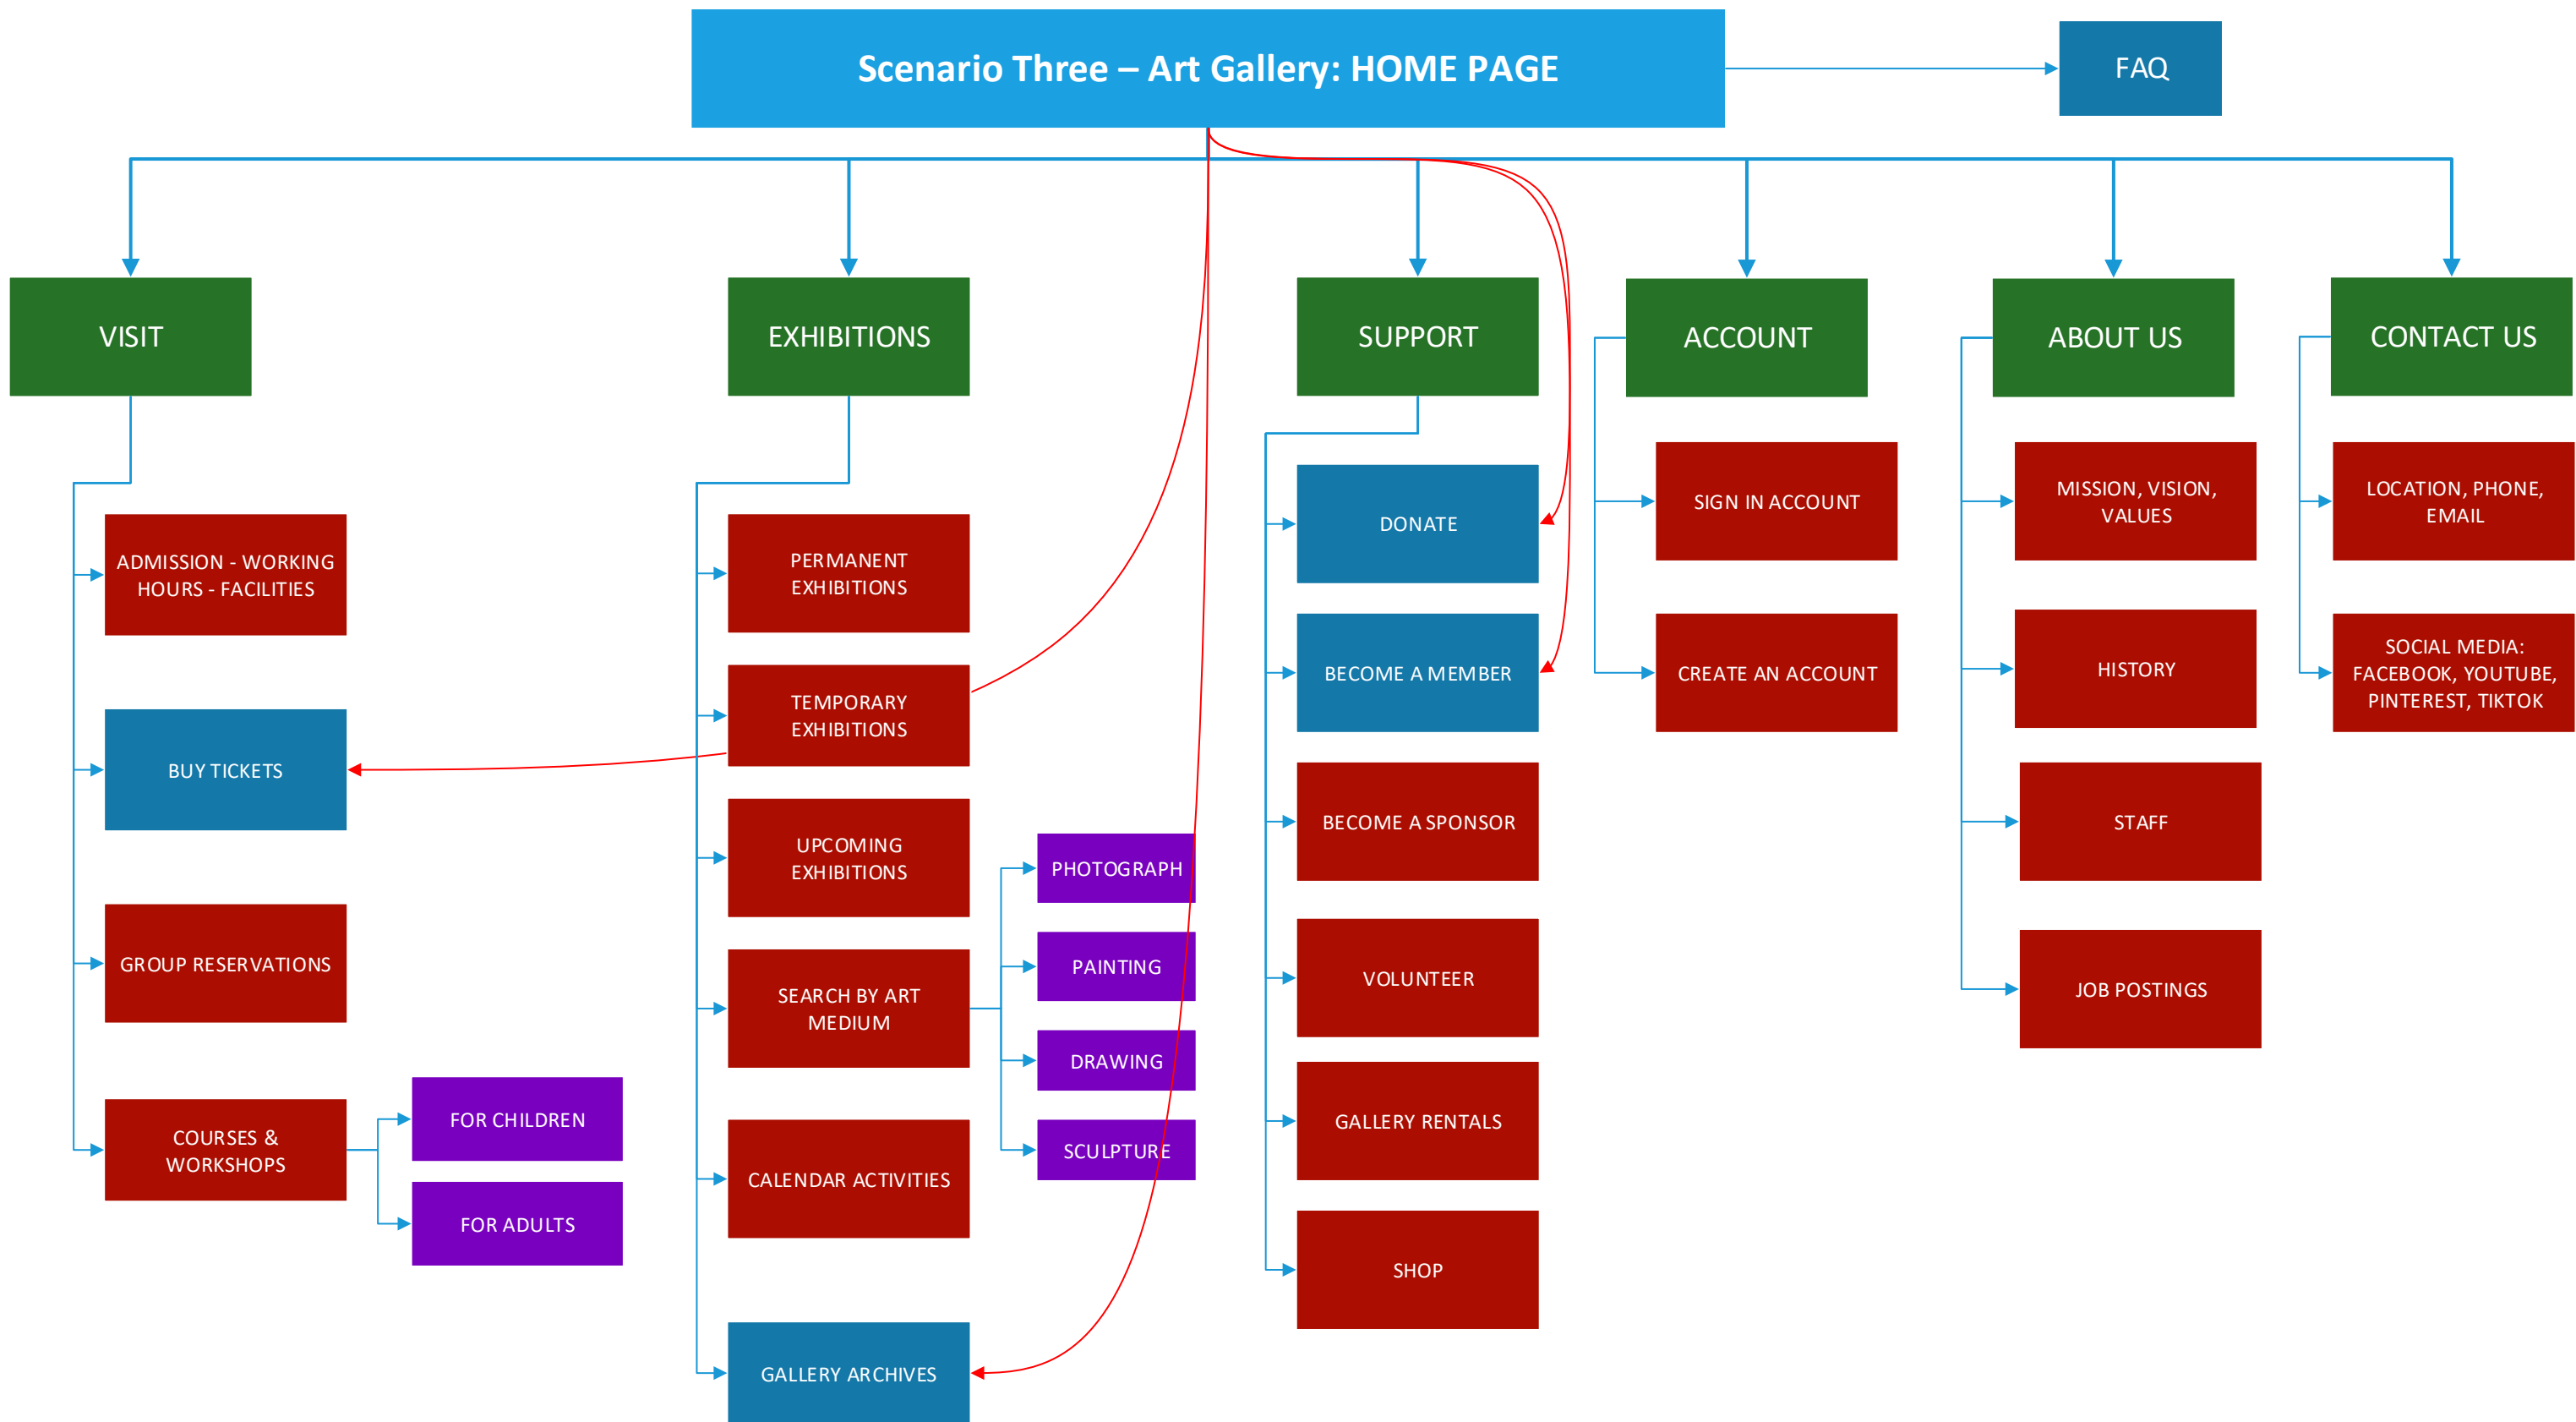 Scenario Three – Art Gallery: HOME PAGE
FAQ
VISIT
EXHIBITIONS
SUPPORT
ACCOUNT
ABOUT US
CONTACT US
ADMISSION - WORKING
HOURS - FACILITIES
BUY TICKETS
GROUP RESERVATIONS
COURSES &
WORKSHOPS
FOR CHILDREN
FOR ADULTS
PERMANENT
EXHIBITIONS
TEMPORARY
EXHIBITIONS
UPCOMING
EXHIBITIONS
SEARCH BY ART
MEDIUM
PHOTOGRAPH
PAINTING
DRAWING
SCULPTURE
CALENDAR ACTIVITIES
GALLERY ARCHIVES
DONATE
BECOME A MEMBER
BECOME A SPONSOR
VOLUNTEER
GALLERY RENTALS
SHOP
SIGN IN ACCOUNT
CREATE AN ACCOUNT
MISSION, VISION,
VALUES
HISTORY
STAFF
JOB POSTINGS
LOCATION, PHONE,
EMAIL
SOCIAL MEDIA:
FACEBOOK, YOUTUBE,
PINTEREST, TIKTOK